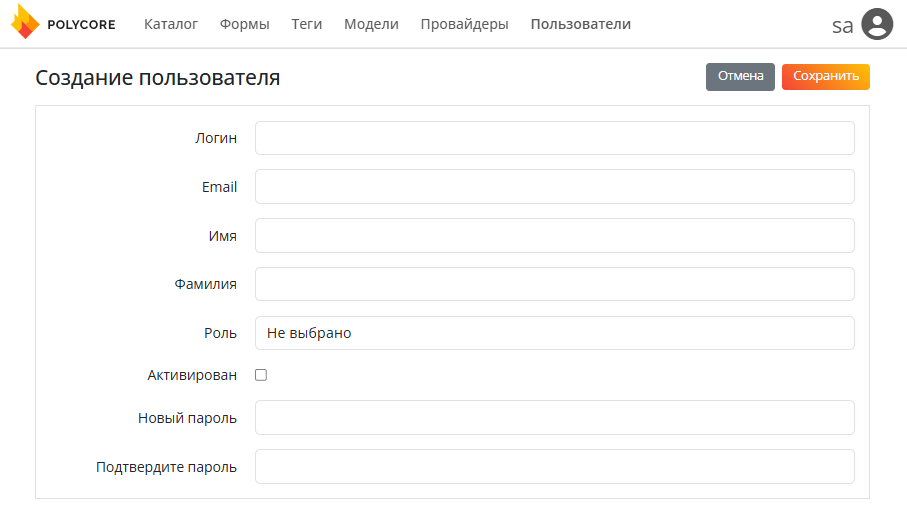 POLYCORE Каталог Формы Теги Модели Провайдеры Пользователи sa
Создание пользователя Отмена Сохранить
Логин
Email
Имя
Фамилия
Роль Не выбрано
Активирован
Новый пароль
Подтвердите пароль